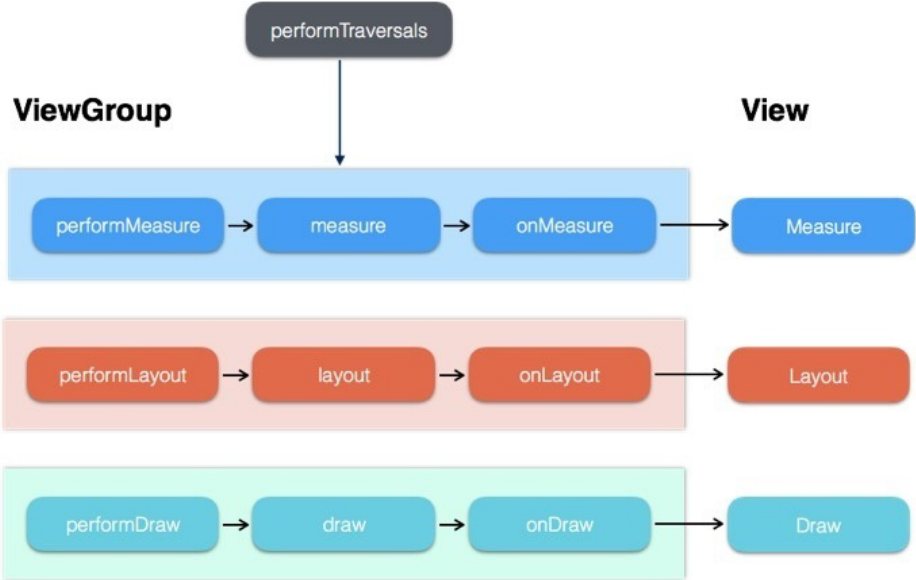 performTraversals
ViewGroup
View
performMeasure
measure
onMeasure
Measure
performLayout
layout
onLayout
Layout
performDraw
draw
onDraw
Draw